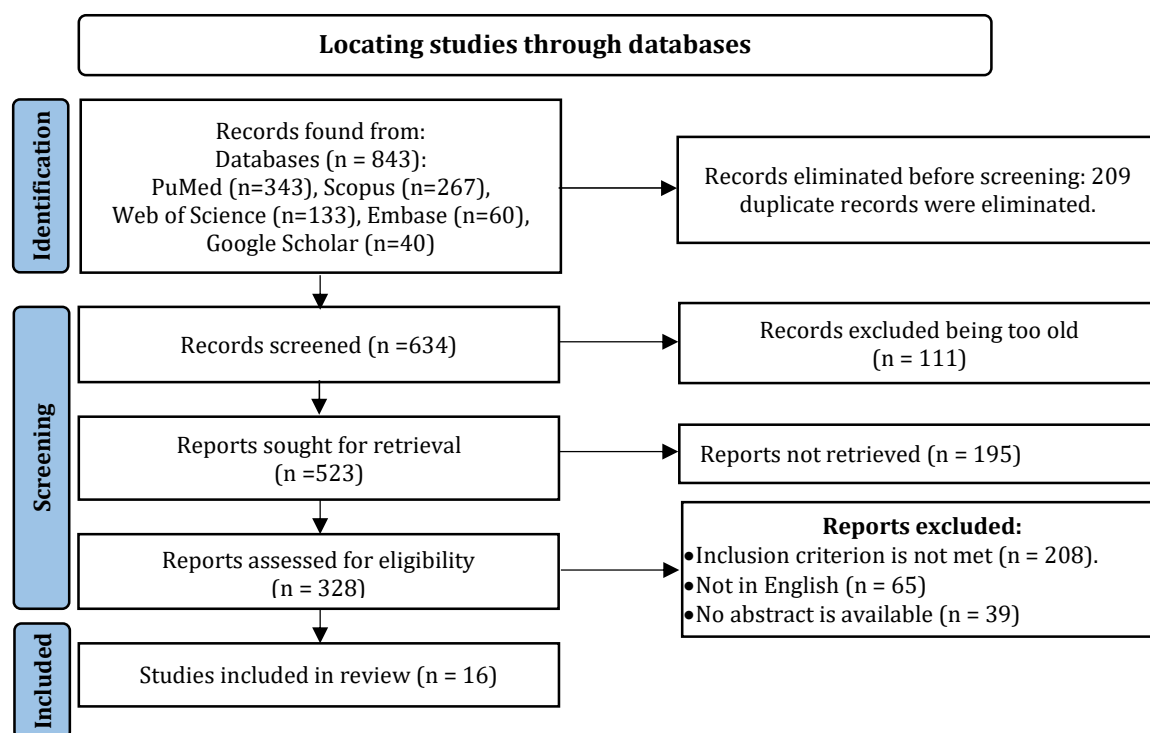 Locating studies through databases
Identification
Records found from:
Databases (n = 843):
PuMed (n=343), Scopus (n=267),
Web of Science (n=133), Embase (n=60),
Google Scholar (n=40)
Records eliminated before screening: 209
duplicate records were eliminated.
Screening
Records screened (n =634)
Records excluded being too old
(n = 111)
Reports sought for retrieval
(n =523)
Reports not retrieved (n = 195)
Reports assessed for eligibility
(n = 328)
Reports excluded:
•Inclusion criterion is not met (n = 208).
•Not in English (n = 65)
•No abstract is available (n = 39)
Included
Studies included in review (n = 16)